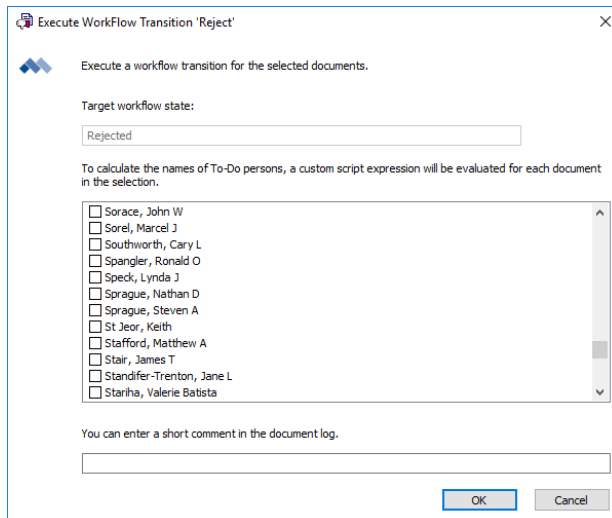 Execute WorkFlow Transition 'Reject'
Execute a workflow transition for the selected documents.
Target workflow state:
Rejected
To calculate the names of To-Do persons, a custom script expression will be evaluated for each document
in the selection.
Sorace, John W
Sorel, Marcel J
Southworth, Cary L
Spangler, Ronald O
Speck, Lynda J
Sprague, Nathan D
Sprague, Steven A
St Jeor, Keith
Stafford, Matthew A
Stair, James T
Standifer-Trenton, Jane L
Stariha, Valerie Batista
You can enter a short comment in the document log.
OK
Cancel